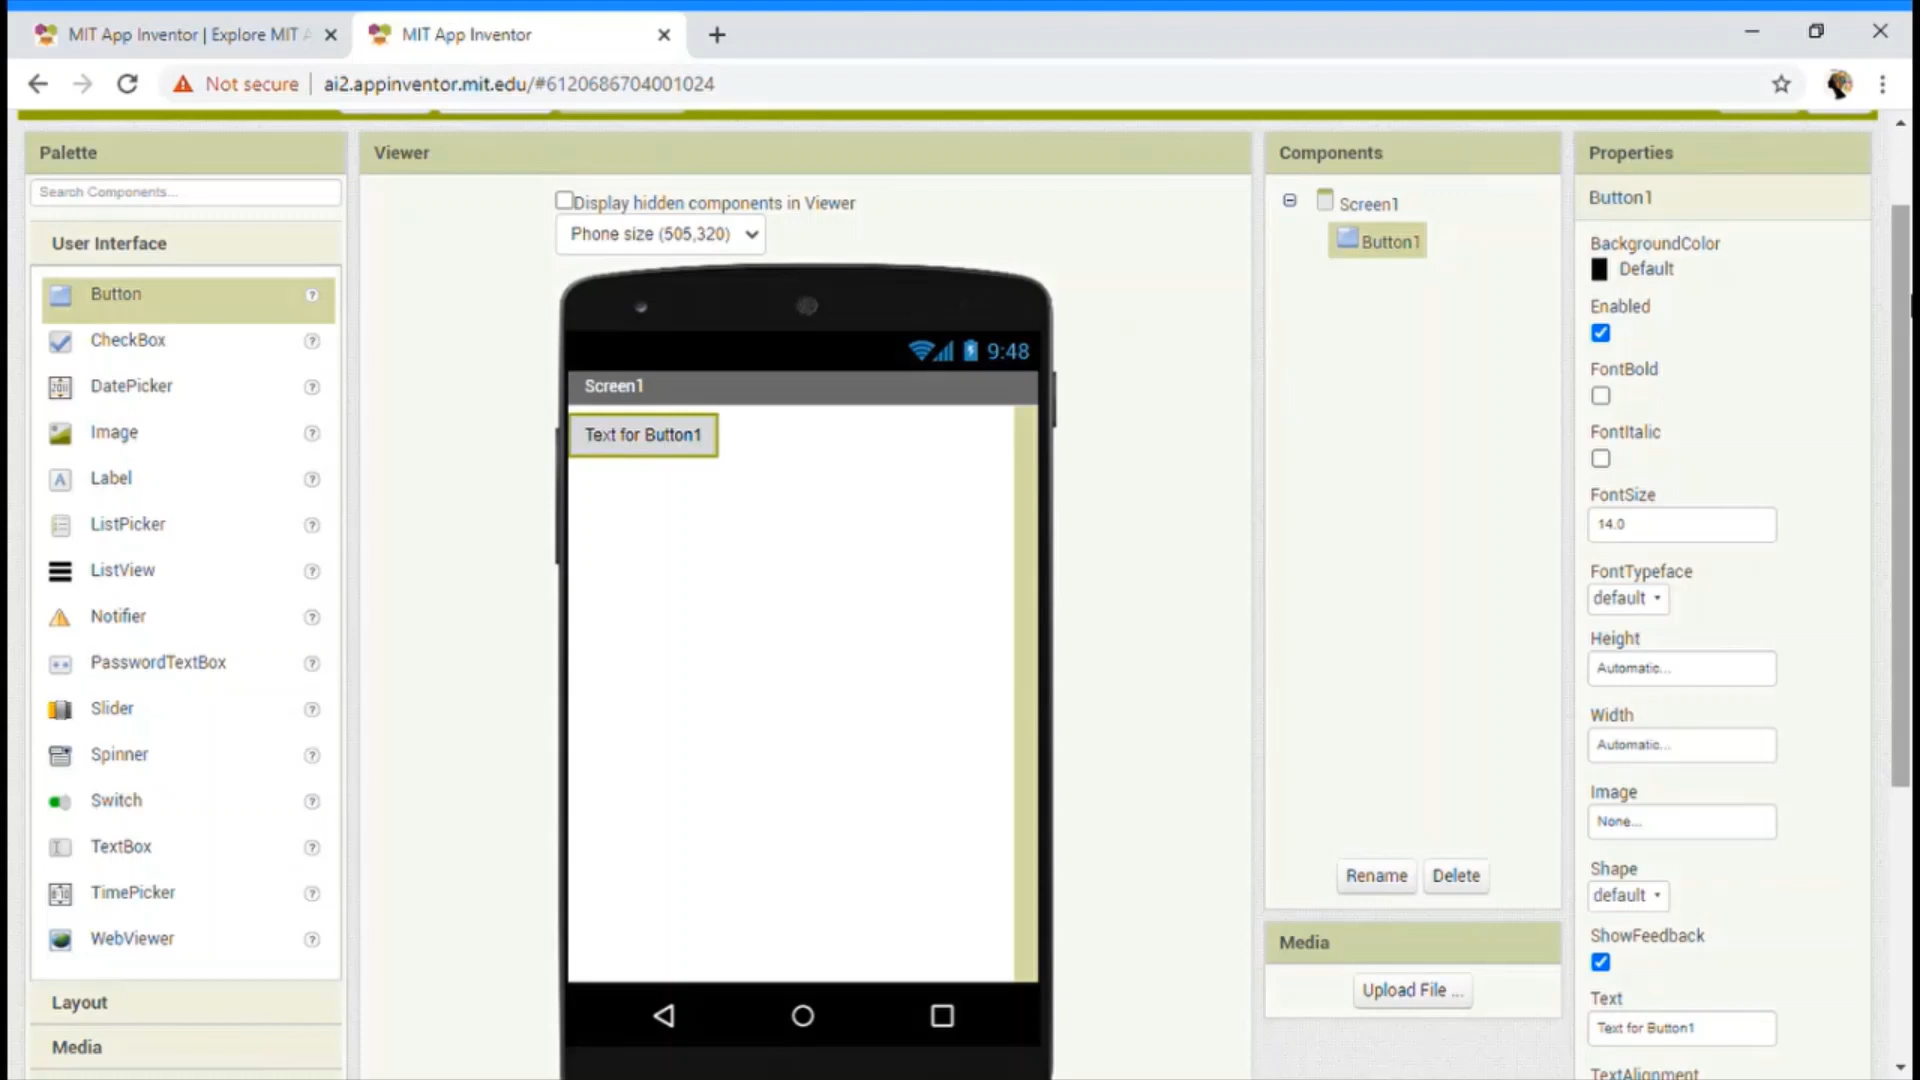 MIT App Inventor | Explore MIT A
MIT App Inventor
Not secure | ai2.appinventor.mit.edu/#6120686704001024
Palette
Search Components...
User Interface
Button
CheckBox
DatePicker
Image
Label
ListPicker
ListView
Notifier
PasswordTextBox
Slider
Spinner
Switch
TextBox
TimePicker
WebViewer
Layout
Media
Viewer
Display hidden components in Viewer
Phone size (505,320)
9:48
Screen1
Text for Button1
Components
Screen1
Button1
Rename Delete
Media
Upload File ...
Properties
Button1
BackgroundColor
Default
Enabled
FontBold
FontItalic
FontSize
14.0
FontTypeface
default
Height
Automatic...
Width
Automatic...
Image
None...
Shape
default
ShowFeedback
Text
Text for Button1
TextAlignment